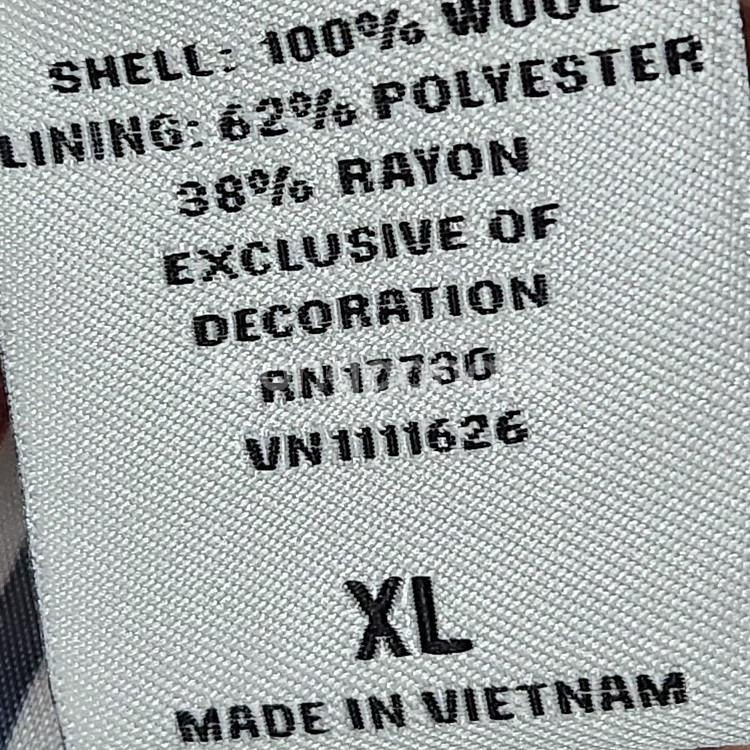 SHELL: 100% WOOL
LINING: 62% POLYESTER
38% RAYON
EXCLUSIVE OF
DECORATION
RN17730
VN1111626
XL
MADE IN VIETNAM